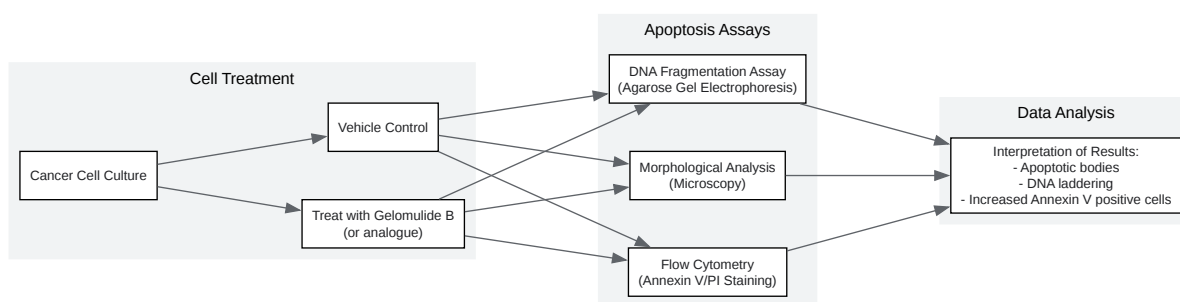 Cell Treatment
Cancer Cell Culture
Vehicle Control
Treat with Gelomulide B
(or analogue)
Apoptosis Assays
DNA Fragmentation Assay
(Agarose Gel Electrophoresis)
Morphological Analysis
(Microscopy)
Flow Cytometry
(Annexin V/PI Staining)
Data Analysis
Interpretation of Results:
- Apoptotic bodies
- DNA laddering
- Increased Annexin V positive cells